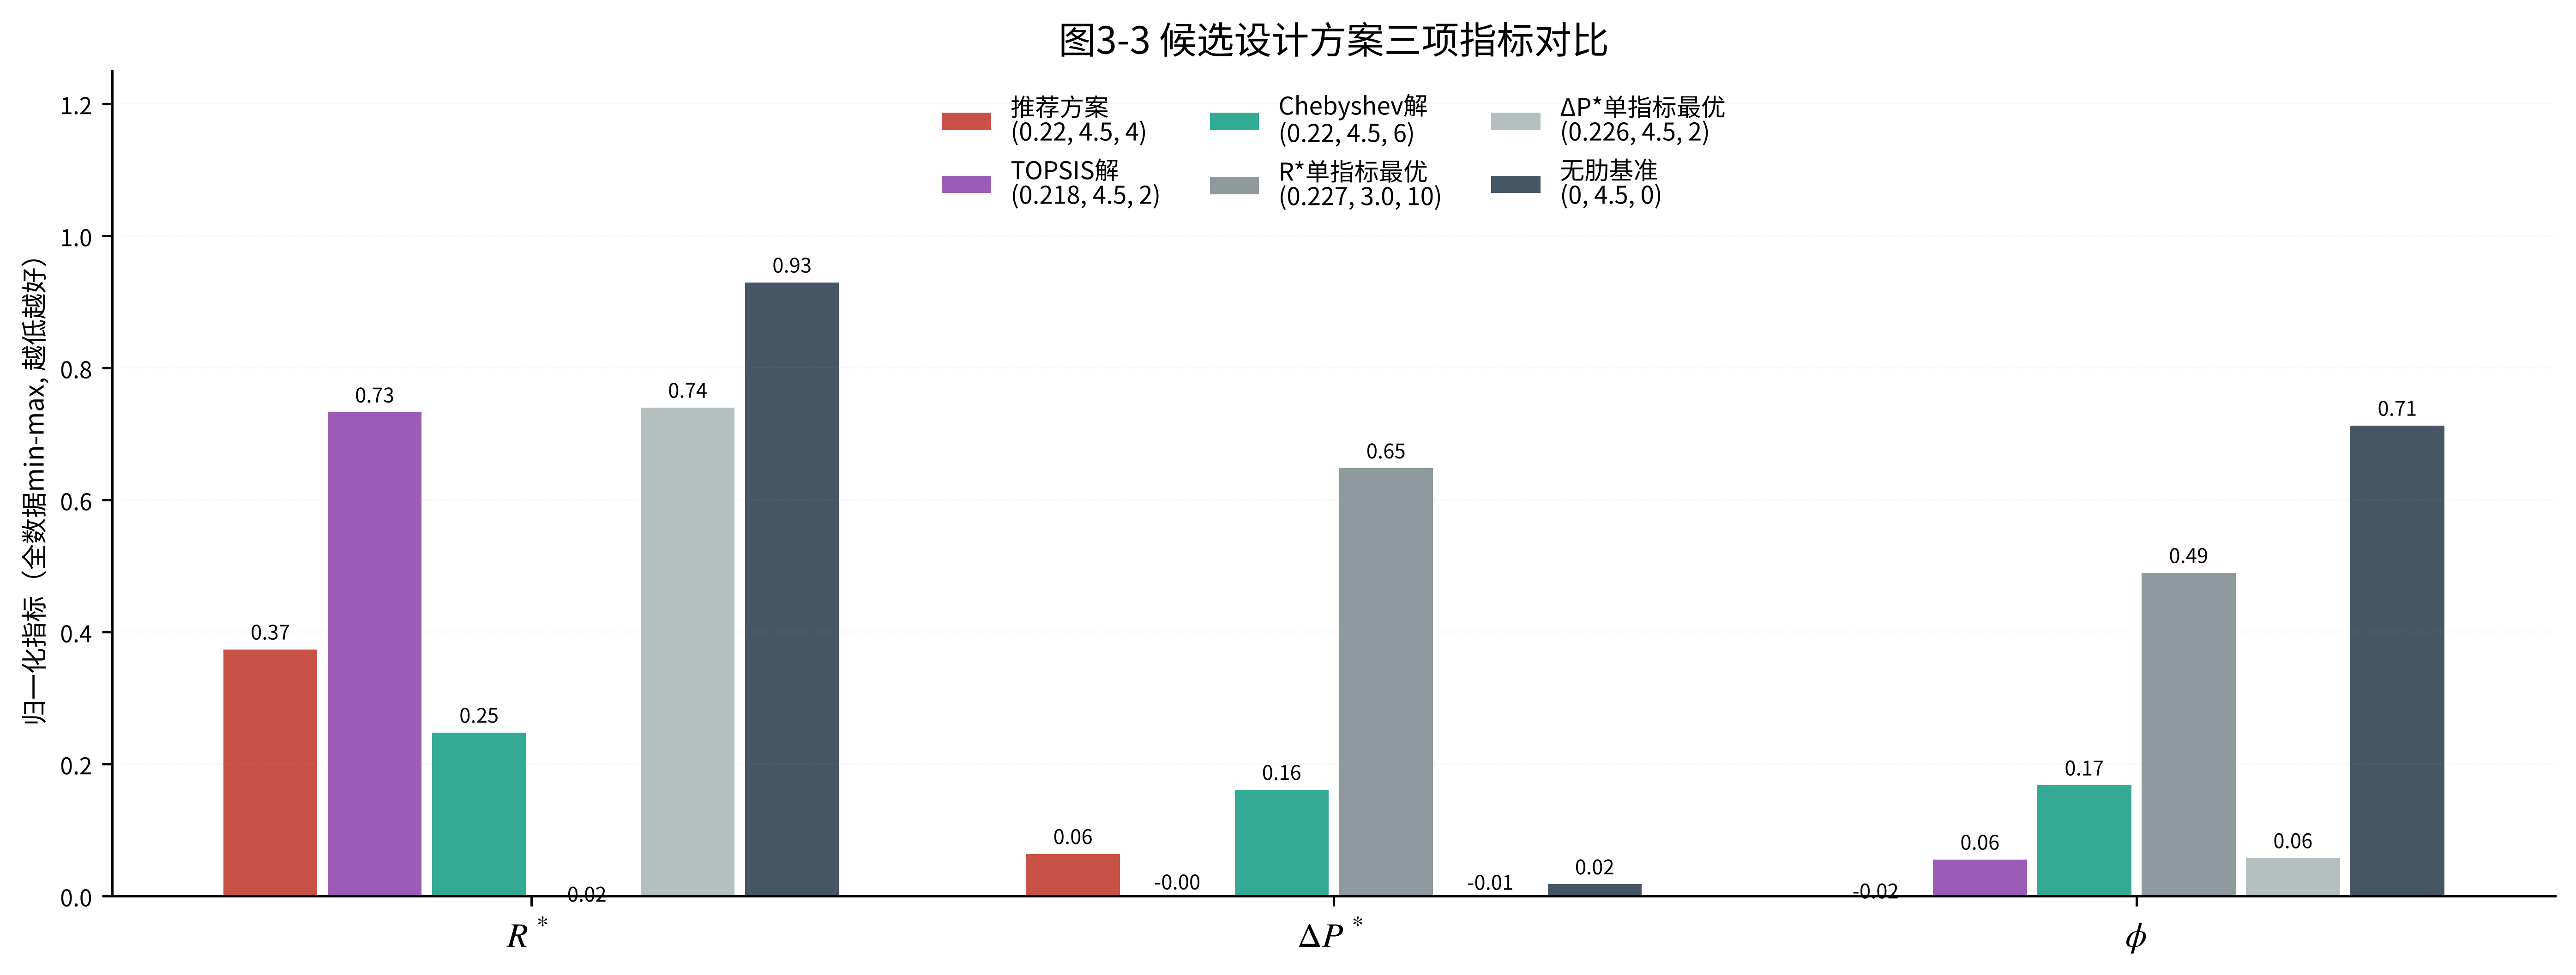 图3-3 候选设计方案三项指标对比
推荐方案
(0.22, 4.5, 4)
TOPSIS解
(0.218, 4.5, 2)
Chebyshev解
(0.22, 4.5, 6)
R*单指标最优
(0.227, 3.0, 10)
ΔP*单指标最优
(0.226, 4.5, 2)
无肋基准
(0, 4.5, 0)
归一化指标（全数据min-max, 越低越好）
1.2
1.0
0.8
0.6
0.4
0.2
0.0
0.37
0.73
0.25
-0.02
0.74
0.93
0.06
-0.00
0.16
0.65
-0.01
0.02
-0.02
0.06
0.17
0.49
0.06
0.71
R*
ΔP*
ϕ